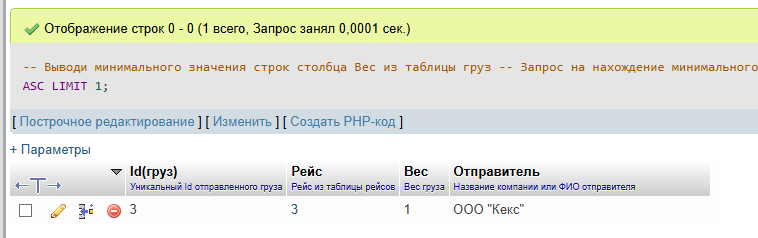 Отображение строк 0 - 0 (1 всего, Запрос занял 0,0001 сек.)
-- Выводи минимального значения строк столбца Вес из таблицы груз -- Запрос на нахождение минимального
ASC LIMIT 1;
[ Построчное редактирование ] [ Изменить ] [ Создать PHP-код ]
+ Параметры
←T→ Id(груз) Рейс Вес Отправитель
Уникальный Id отправленного груза Рейс из таблицы рейсов Вес груза Название компании или ФИО отправителя
3 3 1 ООО "Кекс"